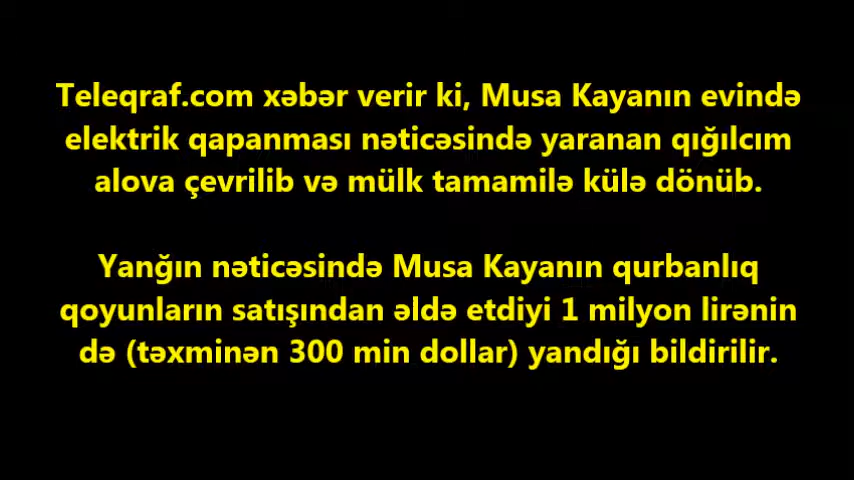 Teleqraf.com xəbər verir ki, Musa Kayanın evində
elektrik qapanması nəticəsində yaranan qığılcım
alova çevrilib və mülk tamamilə külə dönüb.
Yanğın nəticəsində Musa Kayanın qurbanlıq
qoyunların satışından əldə etdiyi 1 milyon lirənin
də (təxminən 300 min dollar) yandığı bildirilir.